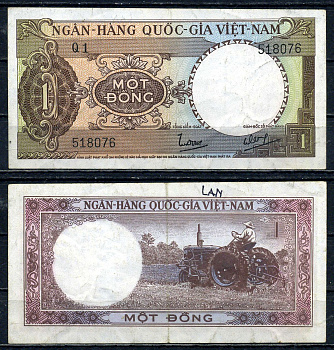 NGÂN-HÀNG QUỐC-GIA VIỆT-NAM
Q1 518076
1 MỘT ĐỒNG
518076
1
LAN
NGÂN-HÀNG QUỐC-GIA VIỆT-NAM
1
MỘT ĐỒNG